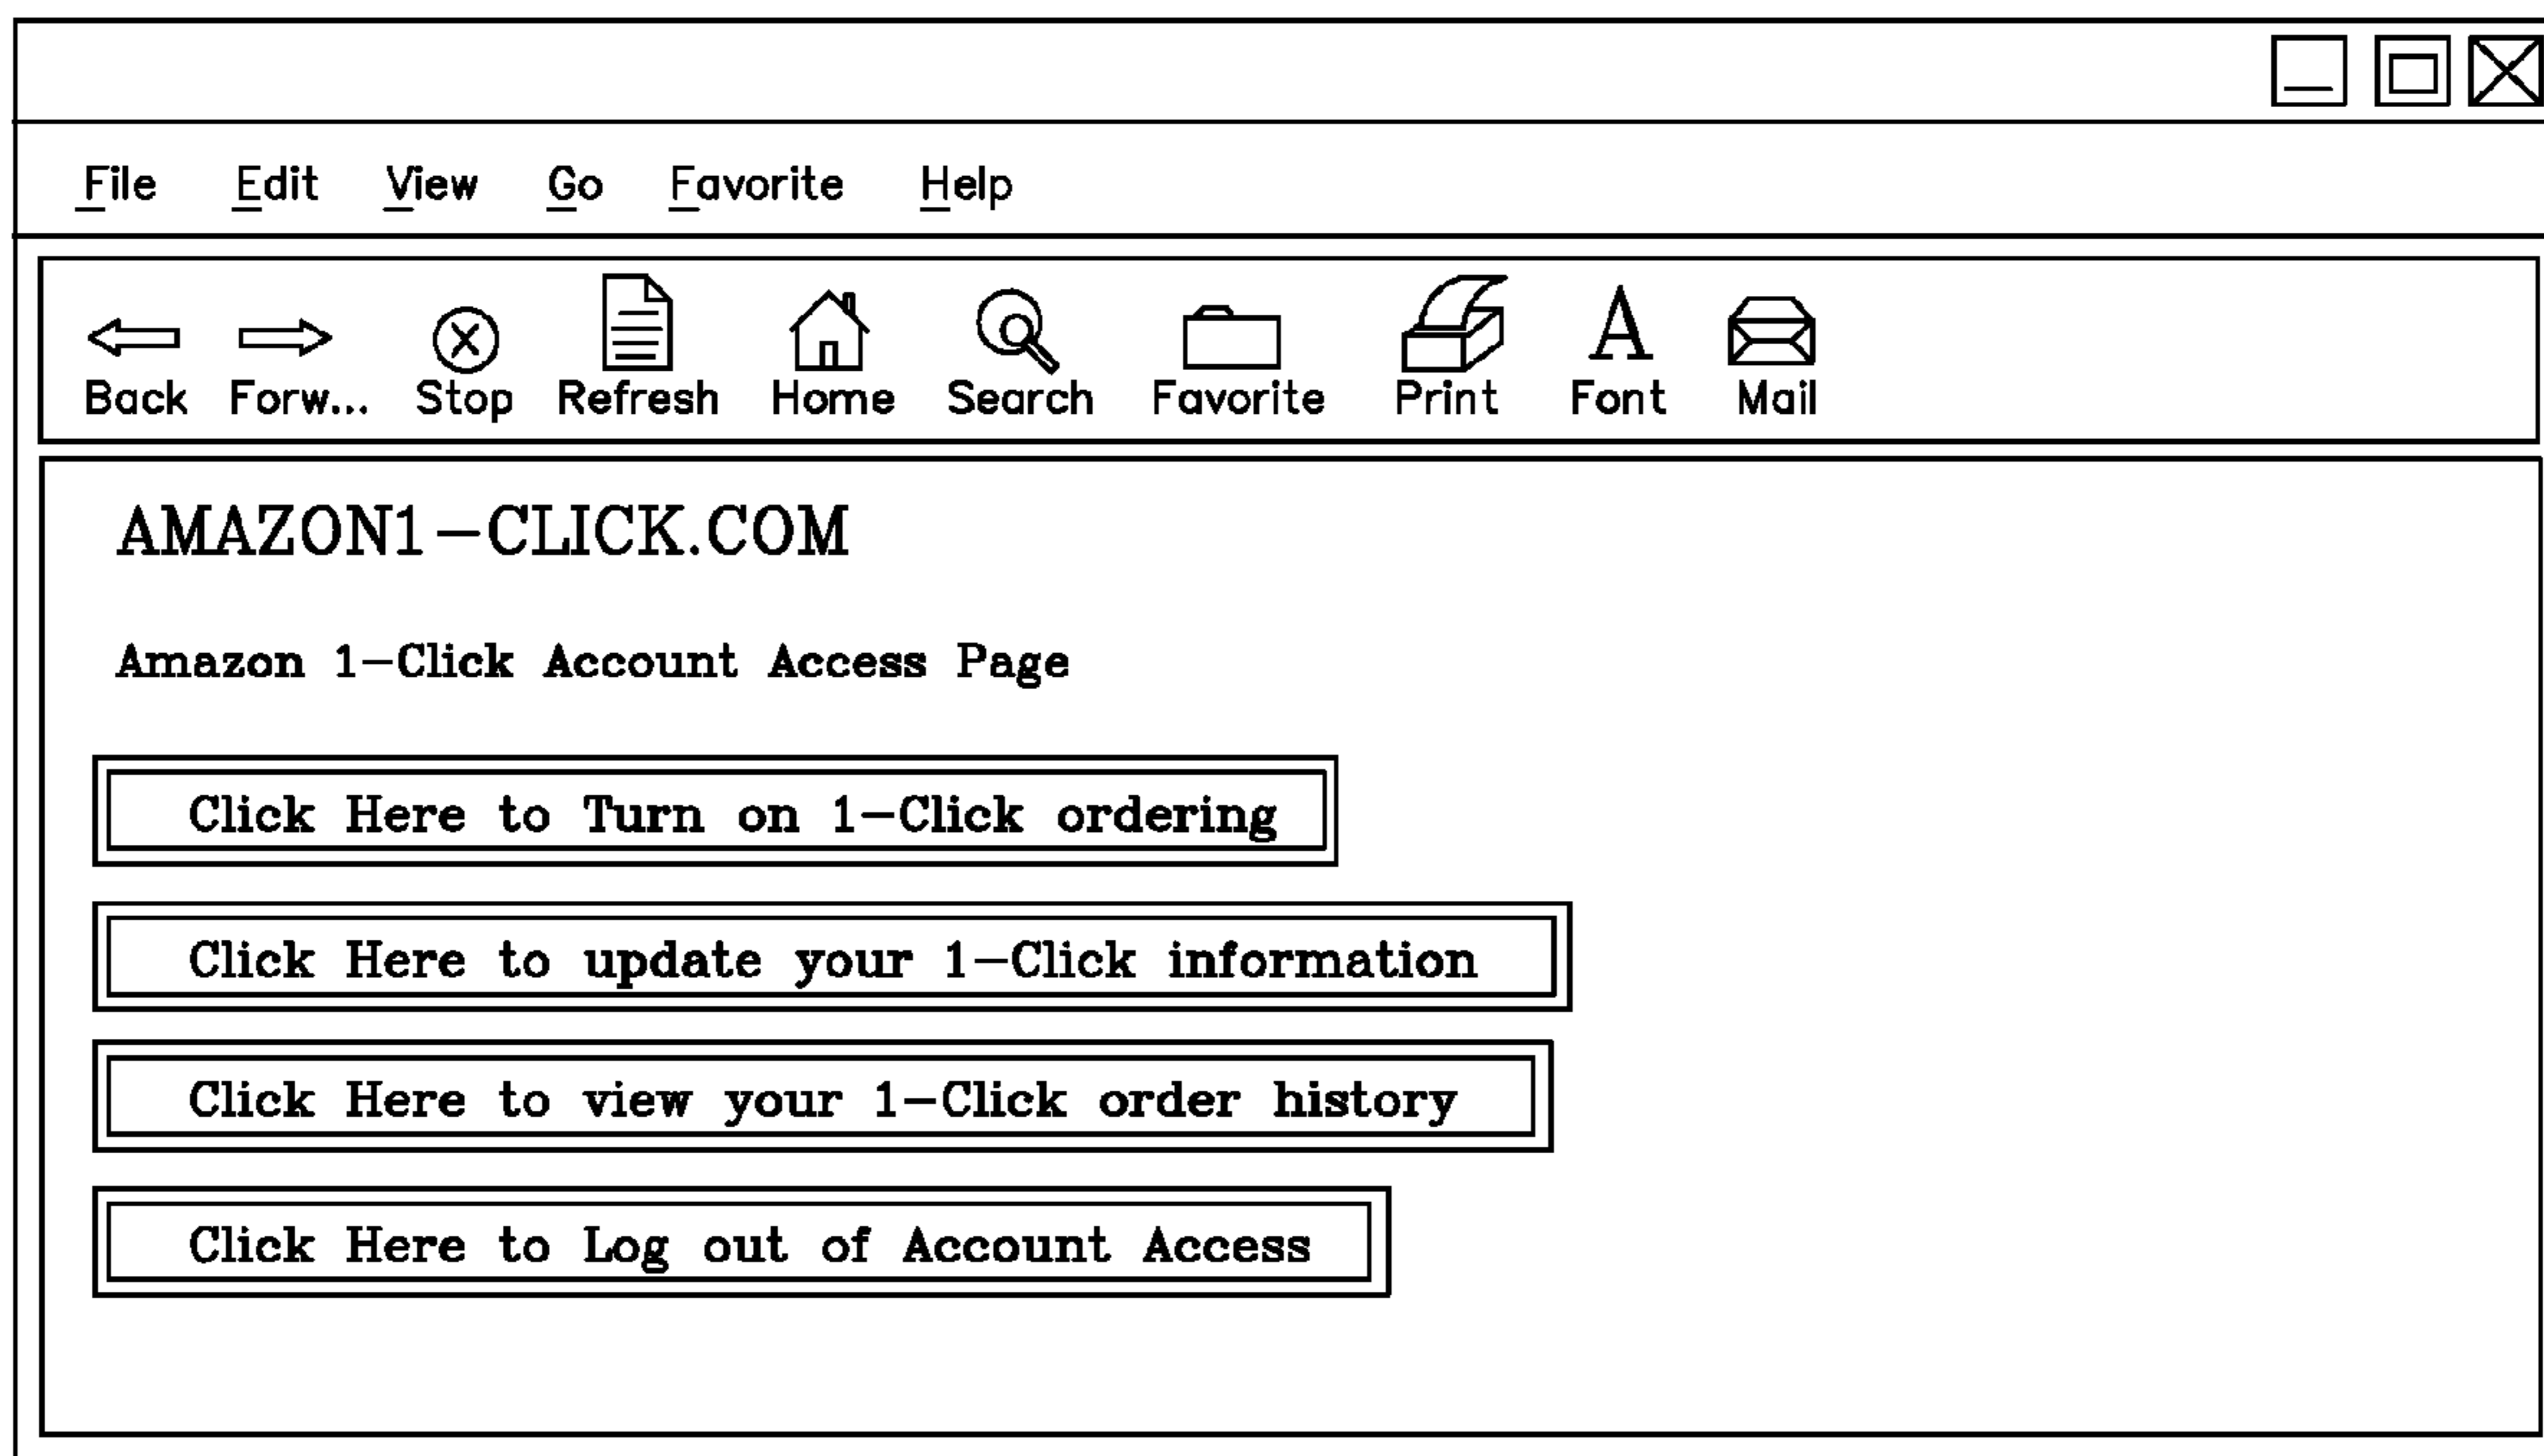 File Edit View Go Favorite Help
Back Forw... Stop Refresh Home Search Favorite Print Font Mail
AMAZON1-CLICK.COM
Amazon 1-Click Account Access Page
Click Here to Turn on 1-Click ordering
Click Here to update your 1-Click information
Click Here to view your 1-Click order history
Click Here to Log out of Account Access